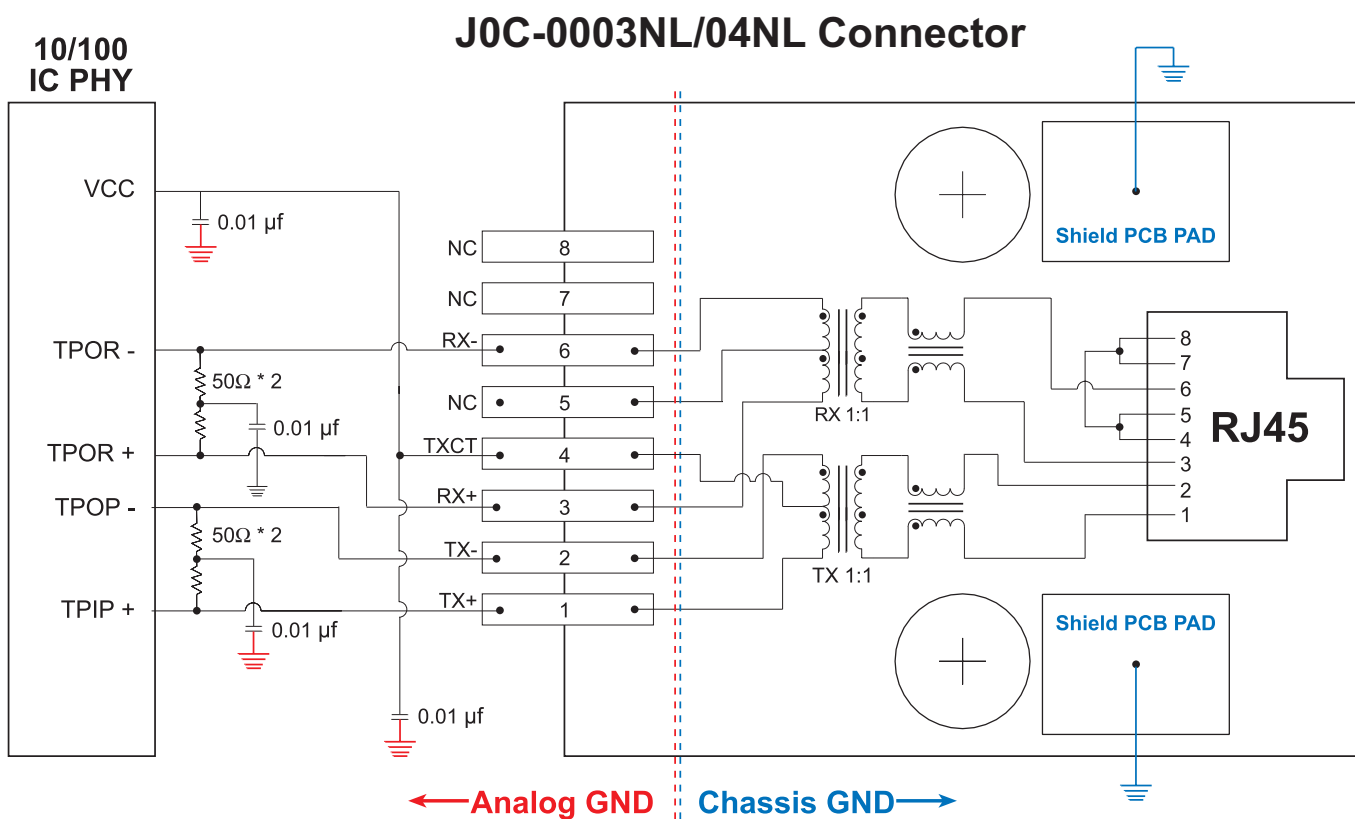 J0C-0003NL/04NL Connector
10/100
IC PHY
VCC
0.01 µf
Shield PCB PAD
NC
8
NC
7
TPOR -
RX-
6
50Ω * 2
NC
5
0.01 µf
TPOR +
TXCT
4
RX+
3
TPOP -
50Ω * 2
TX-
2
TPIP +
TX+
1
0.01 µf
0.01 µf
RX 1:1
TX 1:1
8
7
6
5
4
3
2
1
RJ45
Shield PCB PAD
Analog GND
Chassis GND